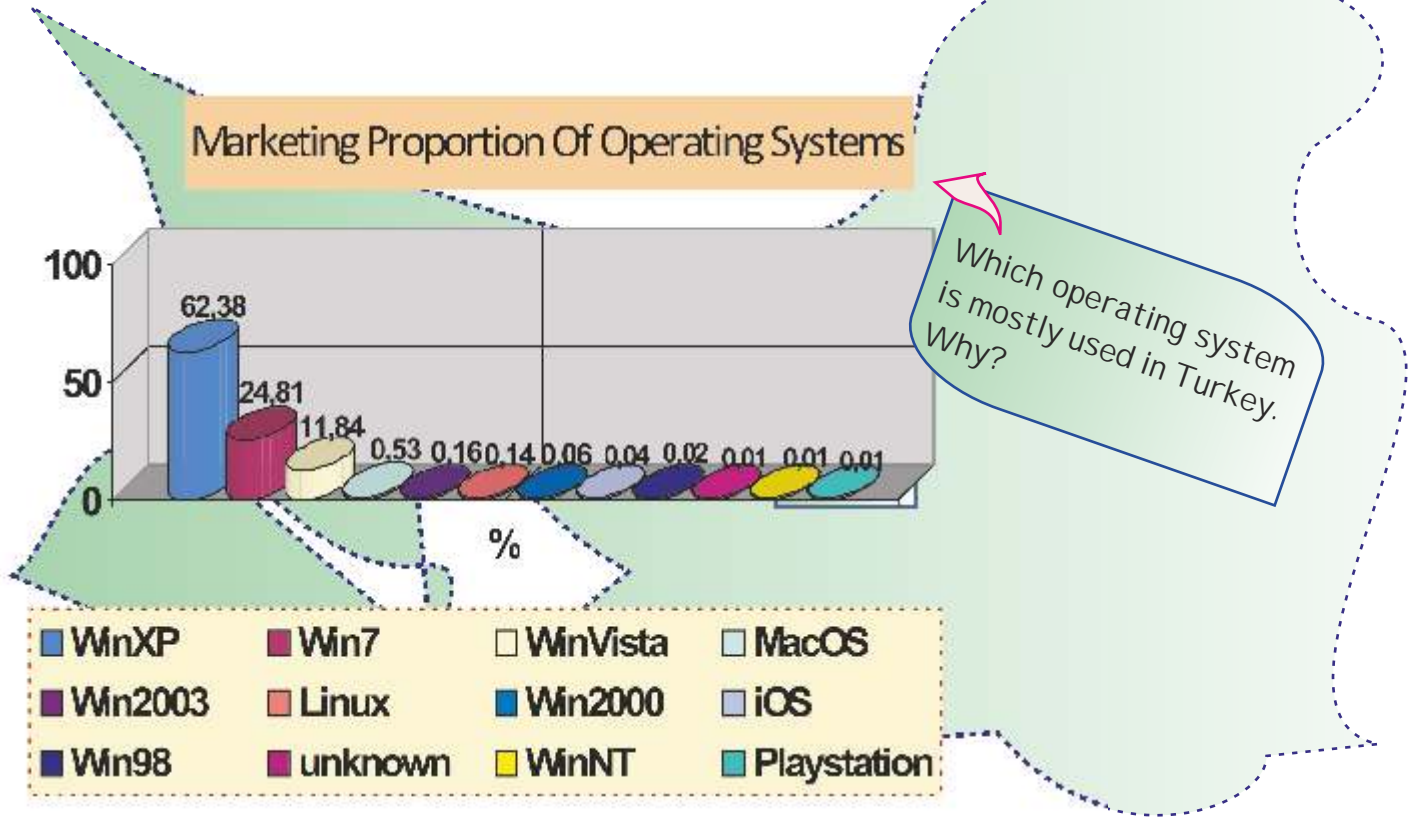 Marketing Proportion Of Operating Systems
Which operating system
is mostly used in Turkey.
Why?
100
50
0
62,38
24,81
11,84
0,53
0,16
0,14
0,06
0,04
0,02
0,01
0,01
0,01
%
WinXP
Win7
WinVista
MacOS
Win2003
Linux
Win2000
iOS
Win98
unknown
WinNT
Playstation